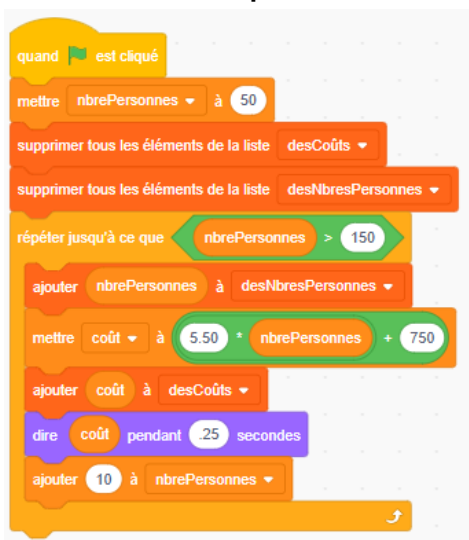 quand est cliqué
mettre nbrePersonnes à 50
supprimer tous les éléments de la liste desCoûts
supprimer tous les éléments de la liste desNbresPersonnes
répéter jusqu'à ce que nbrePersonnes > 150
ajouter nbrePersonnes à desNbresPersonnes
mettre coût à 5.50 * nbrePersonnes + 750
ajouter coût à desCoûts
dire coût pendant .25 secondes
ajouter 10 à nbrePersonnes